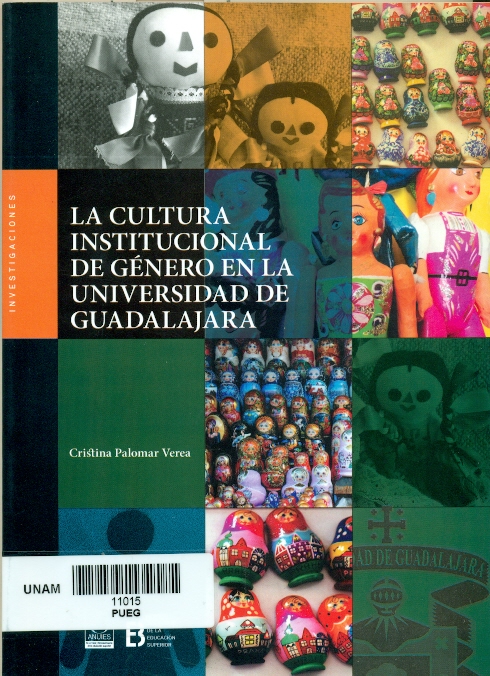 INVESTIGACIONES
LA CULTURA
INSTITUCIONAL
DE GÉNERO EN LA
UNIVERSIDAD DE
GUADALAJARA
Cristina Palomar Verea
DAD DE GUADALAJARA
UNAM
11015
PUEG
ANUIES
DE LA
EDUCACIÓN
SUPERIOR